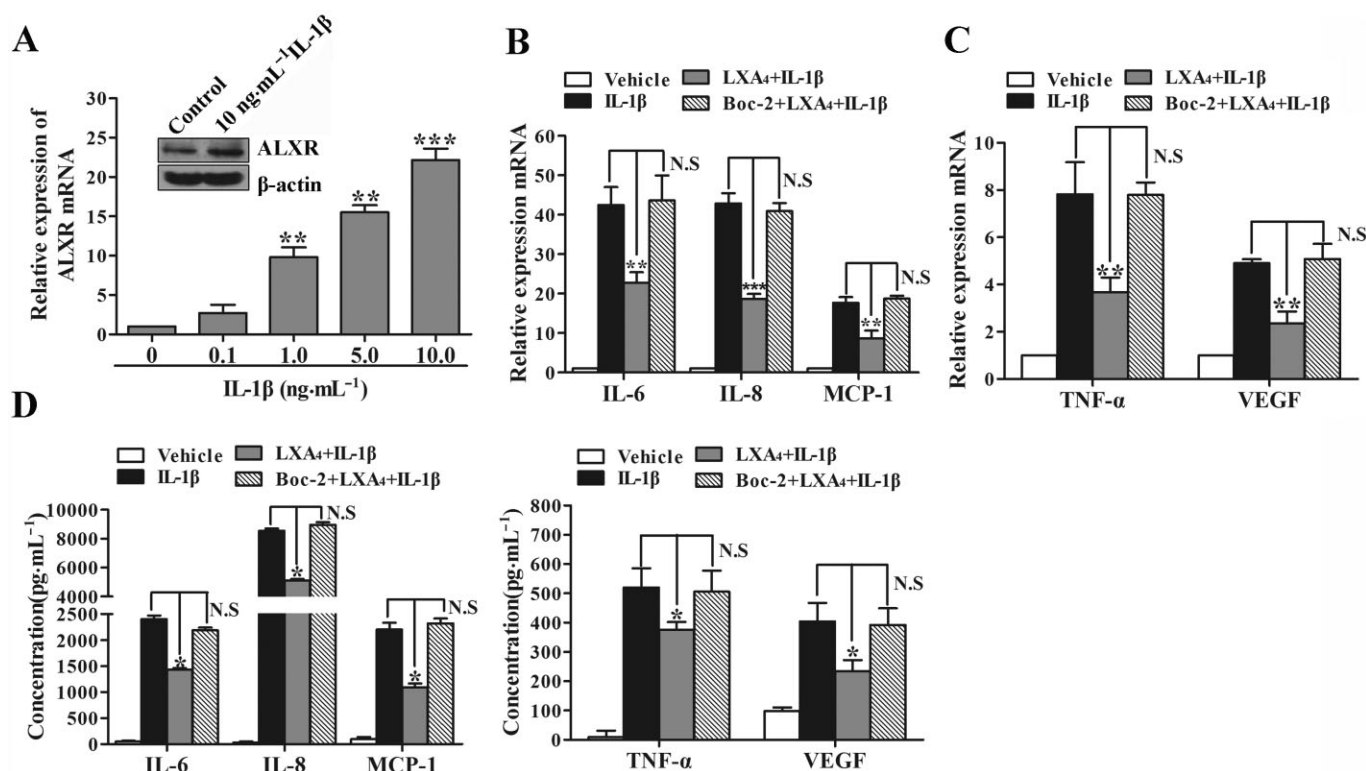 A
Control
10 ng·mL⁻¹IL-1β
ALXR
β-actin
Relative expression of
ALXR mRNA
30
25
20
15
10
5
0
**
**
***
0
0.1
1.0
5.0
10.0
IL-1β (ng·mL⁻¹)
B
Vehicle
LXA₄+IL-1β
IL-1β
Boc-2+LXA₄+IL-1β
Relative expression mRNA
60
50
40
30
20
10
0
N.S
N.S
N.S
**
***
**
IL-6
IL-8
MCP-1
C
Vehicle
LXA₄+IL-1β
IL-1β
Boc-2+LXA₄+IL-1β
Relative expression mRNA
10
8
6
4
2
0
N.S
N.S
**
**
TNF-α
VEGF
D
Vehicle
LXA₄+IL-1β
IL-1β
Boc-2+LXA₄+IL-1β
Concentration(pg·mL⁻¹)
10000
8000
6000
4000
2500
2000
1500
1000
500
0
N.S
N.S
N.S
*
*
*
IL-6
IL-8
MCP-1
Vehicle
LXA₄+IL-1β
IL-1β
Boc-2+LXA₄+IL-1β
Concentration(pg·mL⁻¹)
800
700
600
500
400
300
200
100
0
N.S
N.S
*
*
TNF-α
VEGF